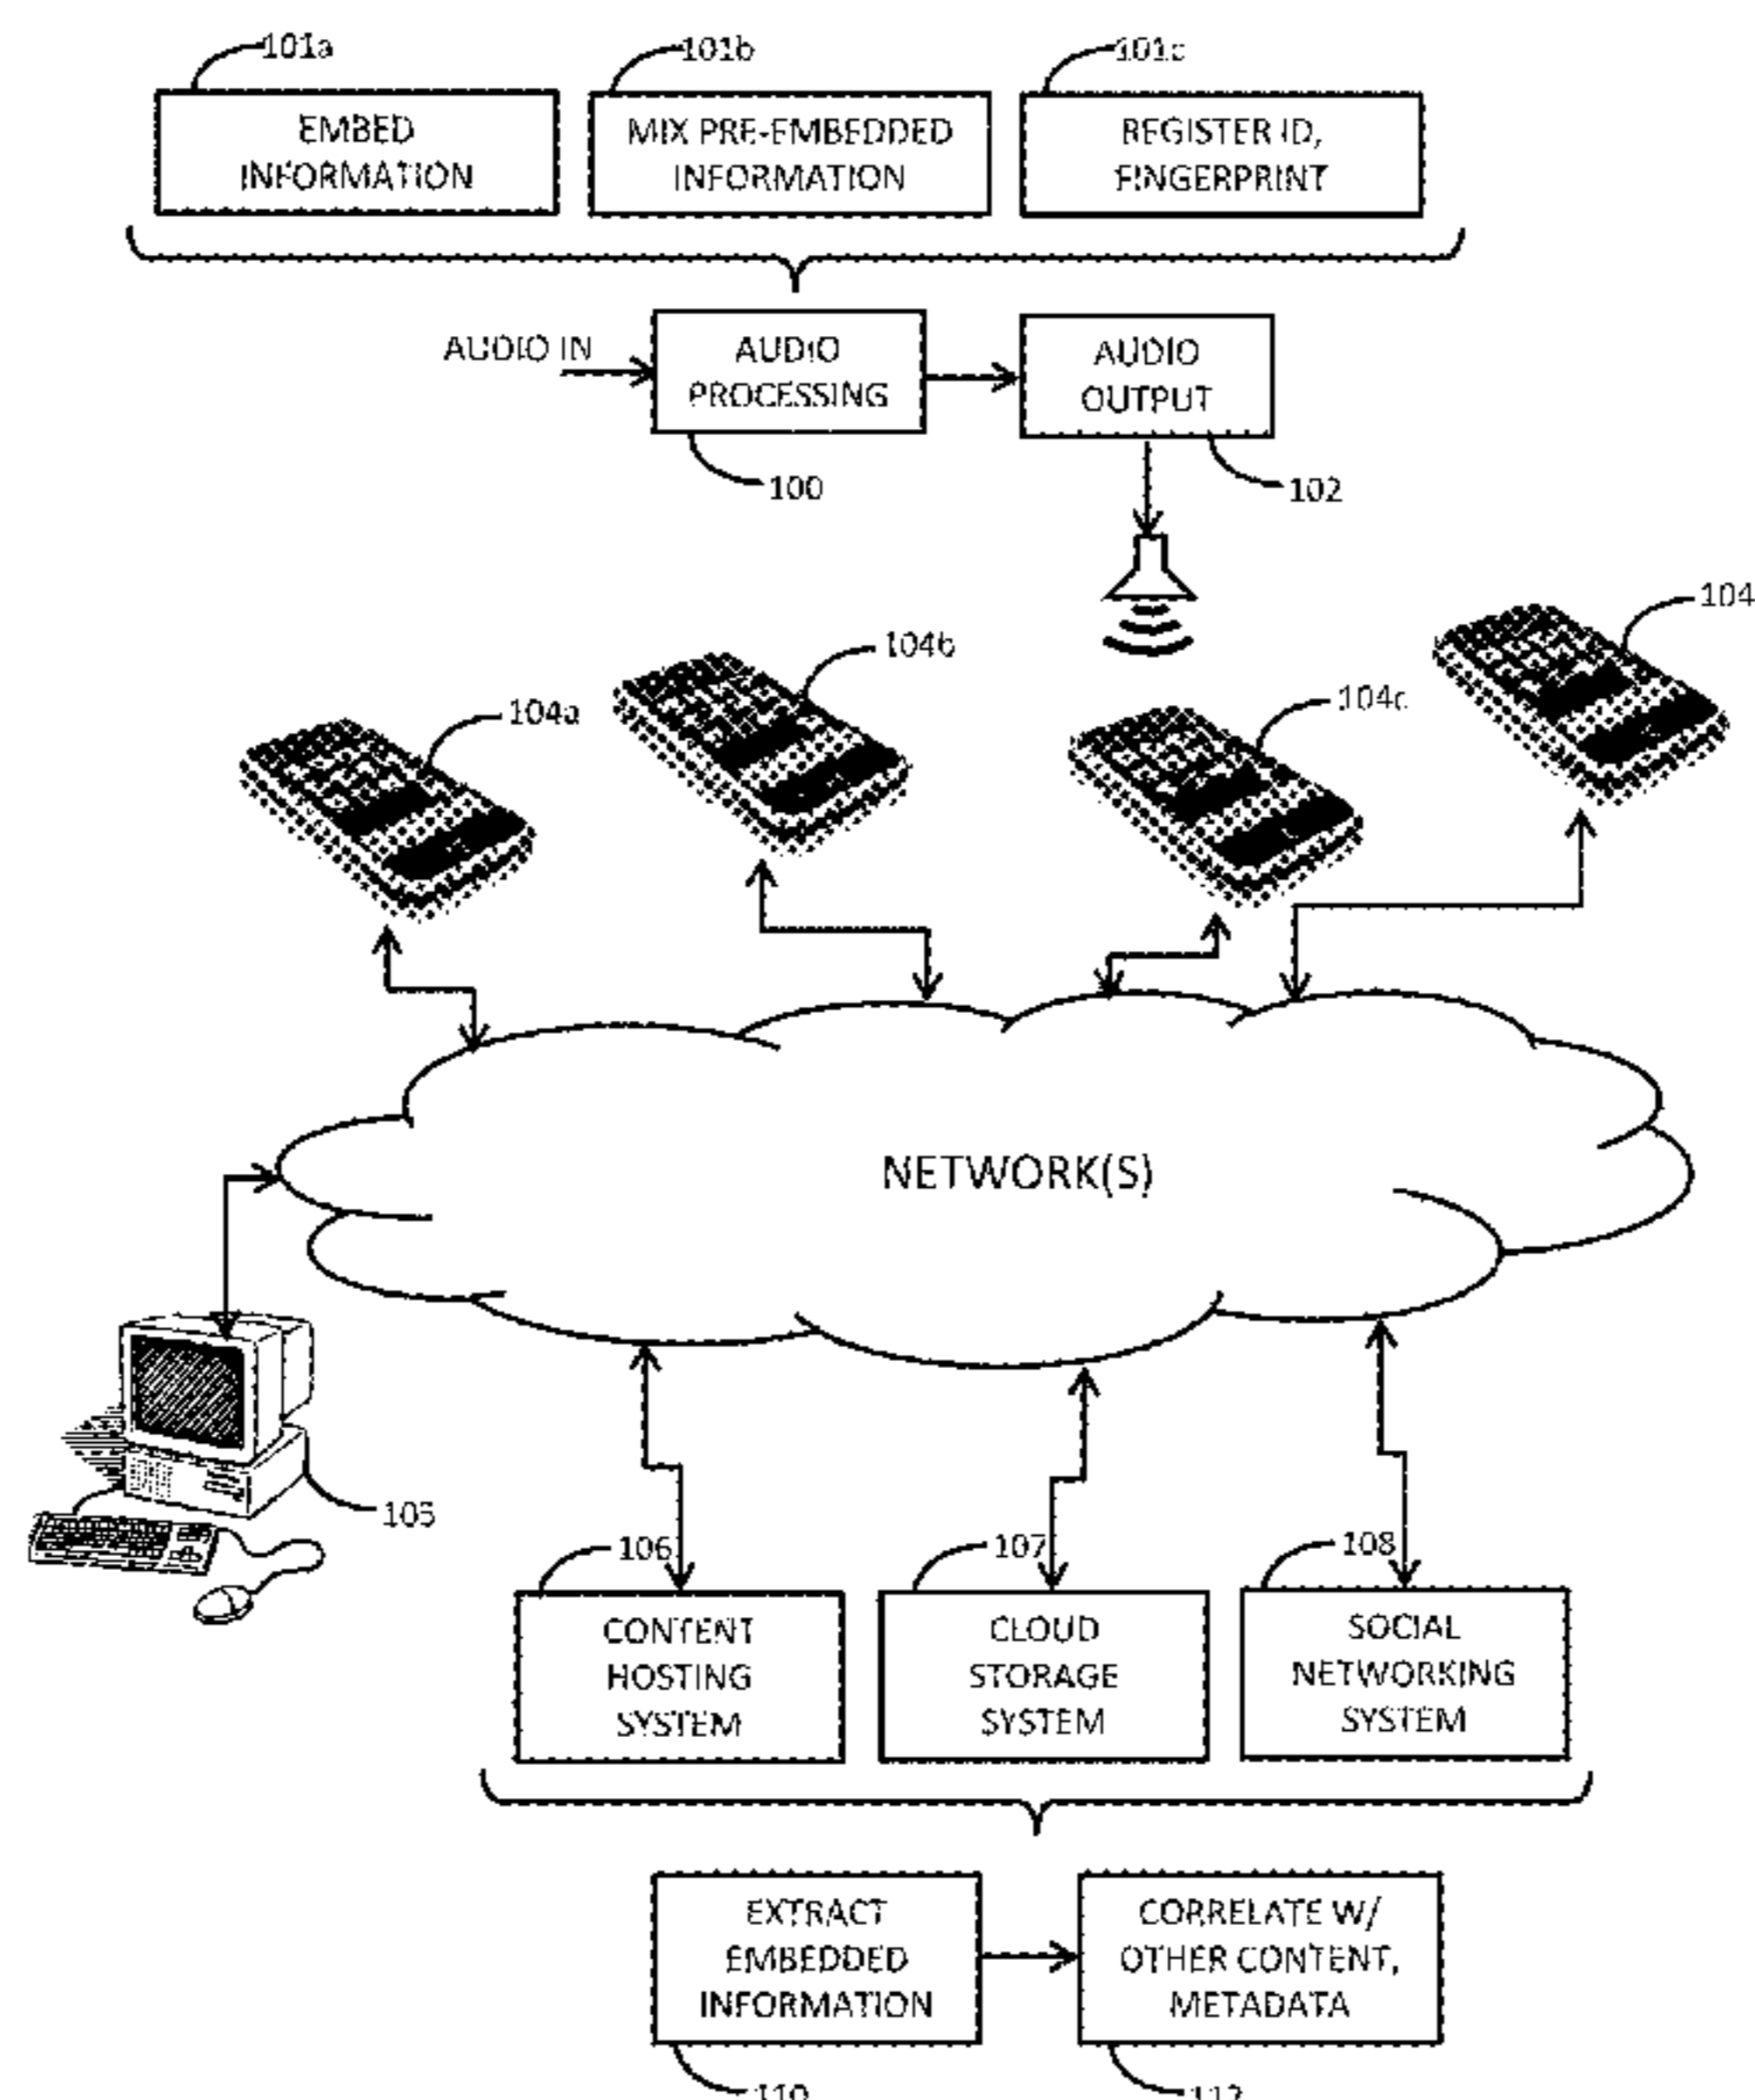 101a
101b
101c
EMBED
INFORMATION
MIX PRE-EMBEDDED
INFORMATION
REGISTER ID,
FINGERPRINT
AUDIO IN
AUDIO
PROCESSING
AUDIO
OUTPUT
100
102
104
104b
104a
104c
NETWORK(S)
105
106
107
108
CONTENT
HOSTING
SYSTEM
CLOUD
STORAGE
SYSTEM
SOCIAL
NETWORKING
SYSTEM
EXTRACT
EMBEDDED
INFORMATION
CORRELATE W/
OTHER CONTENT,
METADATA
110
112